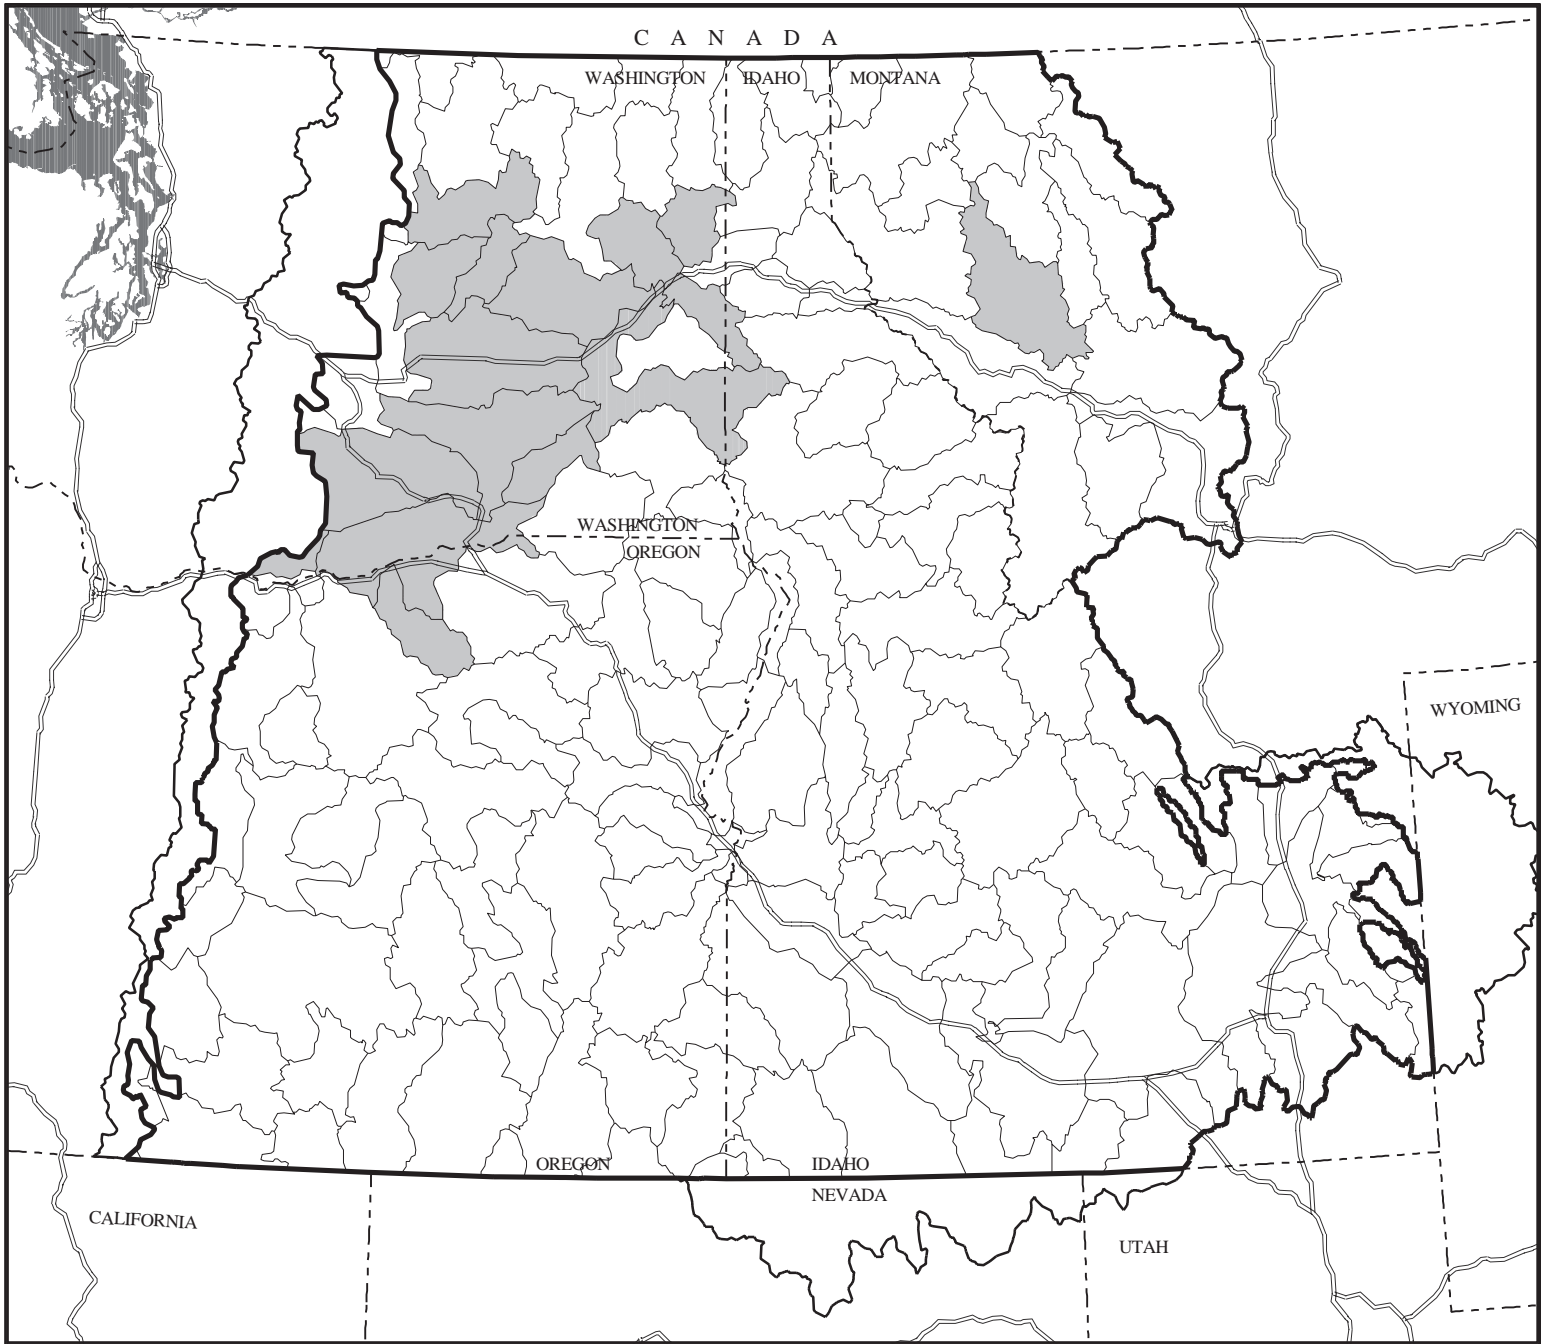 C A N A D A
WASHINGTON
IDAHO
MONTANA
WASHINGTON
OREGON
WYOMING
OREGON
IDAHO
NEVADA
CALIFORNIA
UTAH